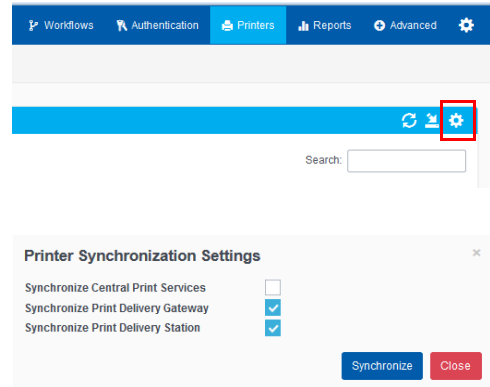 Workflows Authentication Printers Reports Advanced
Search:
Printer Synchronization Settings ×
Synchronize Central Print Services
Synchronize Print Delivery Gateway
Synchronize Print Delivery Station
Synchronize Close